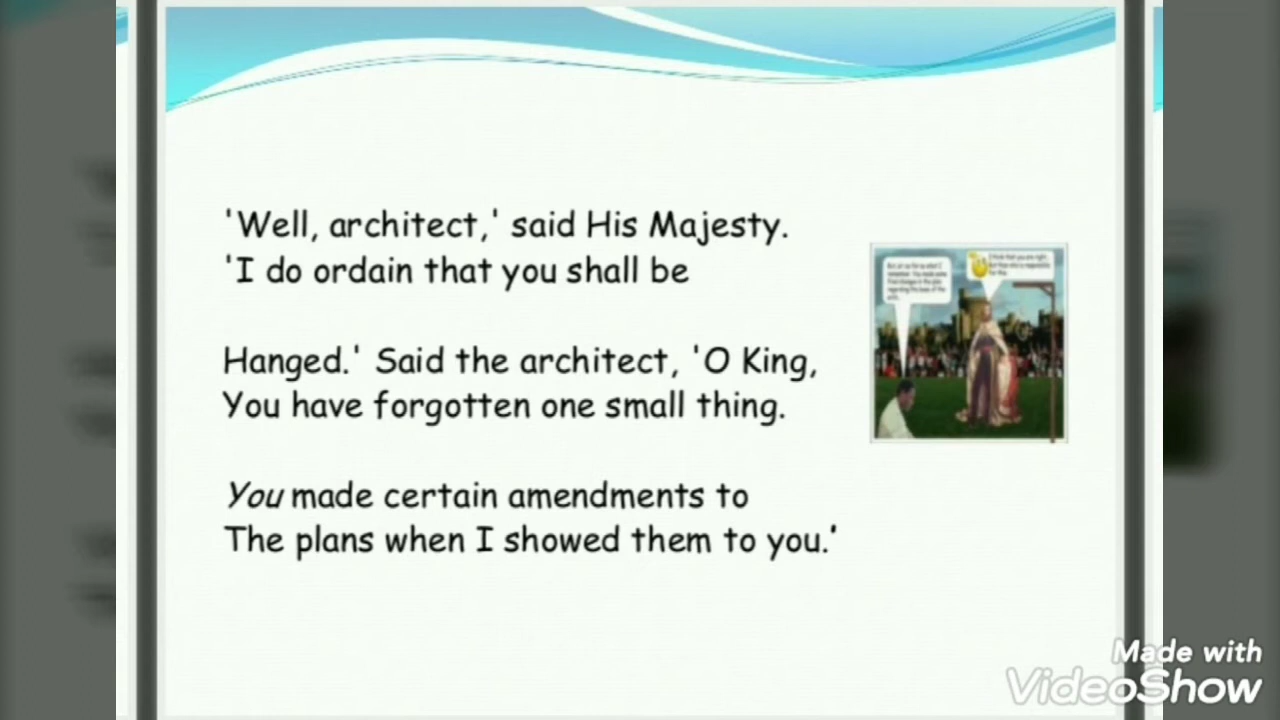 'Well, architect,' said His Majesty.
'I do ordain that you shall be
Hanged.' Said the architect, 'O King,
You have forgotten one small thing.
You made certain amendments to
The plans when I showed them to you.’
Made with
VideoShow